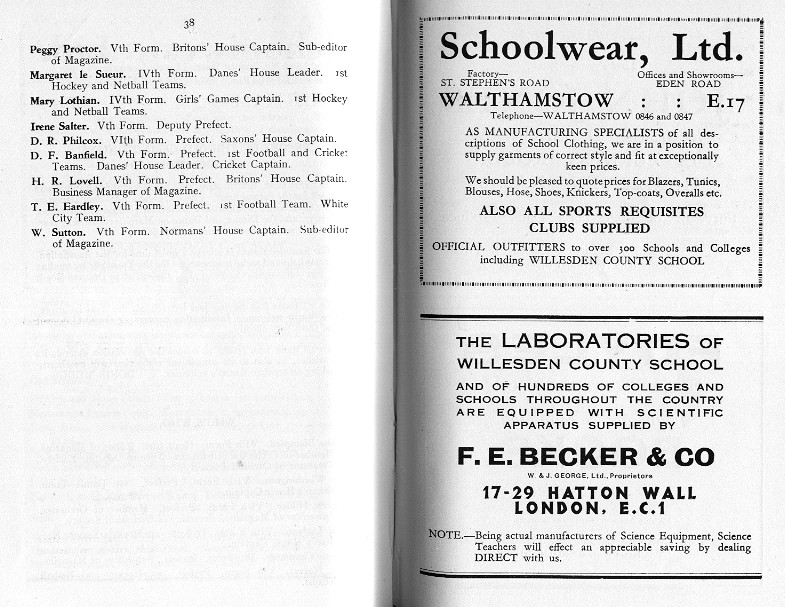 38
Peggy Proctor. Vth Form. Britons' House Captain. Sub-editor
of Magazine.
Margaret le Sueur. IVth Form. Danes' House Leader. 1st
Hockey and Netball Teams.
Mary Lothian. IVth Form. Girls' Games Captain. 1st Hockey
and Netball Teams.
Irene Salter. Vth Form. Deputy Prefect.
D. R. Philcox. VIth Form. Prefect. Saxons' House Captain.
D. F. Banfield. Vth Form. Prefect. 1st Football and Cricket
Teams. Danes' House Leader. Cricket Captain.
H. R. Lovell. Vth Form. Prefect. Britons' House Captain.
Business Manager of Magazine.
T. E. Eardley. Vth Form. Prefect. 1st Football Team. White
City Team.
W. Sutton. Vth Form. Normans' House Captain. Sub-editor
of Magazine.
Schoolwear, Ltd.
Factory— Offices and Showrooms—
ST. STEPHEN'S ROAD EDEN ROAD
WALTHAMSTOW : : E.17
Telephone—WALTHAMSTOW 0846 and 0847
AS MANUFACTURING SPECIALISTS of all des-
criptions of School Clothing, we are in a position to
supply garments of correct style and fit at exceptionally
keen prices.
We should be pleased to quote prices for Blazers, Tunics,
Blouses, Hose, Shoes, Knickers, Top-coats, Overalls etc.
ALSO ALL SPORTS REQUISITES
CLUBS SUPPLIED
OFFICIAL OUTFITTERS to over 300 Schools and Colleges
including WILLESDEN COUNTY SCHOOL
THE LABORATORIES OF
WILLESDEN COUNTY SCHOOL
AND OF HUNDREDS OF COLLEGES AND
SCHOOLS THROUGHOUT THE COUNTRY
ARE EQUIPPED WITH SCIENTIFIC
APPARATUS SUPPLIED BY
F. E. BECKER & CO
W. & J. GEORGE, Ltd., Proprietors
17-29 HATTON WALL
LONDON, E.C.1
NOTE.—Being actual manufacturers of Science Equipment, Science
Teachers will effect an appreciable saving by dealing
DIRECT with us.